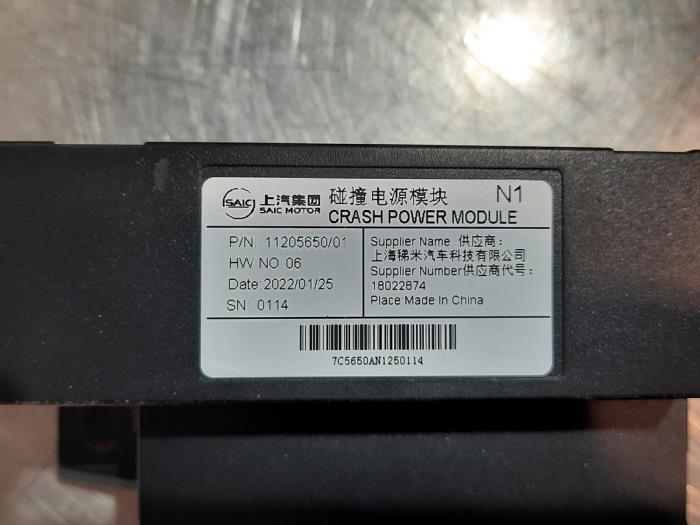 SAIC 上汽集团 碰撞电源模块 N1
SAIC MOTOR CRASH POWER MODULE
P/N: 11205650/01
HW NO. 06
Date:2022/01/25
SN: 0114
Supplier Name 供应商：
上海稊米汽车科技有限公司
Supplier Number供应商代号：
18022874
Place:Made In China
7C5650AN1250114